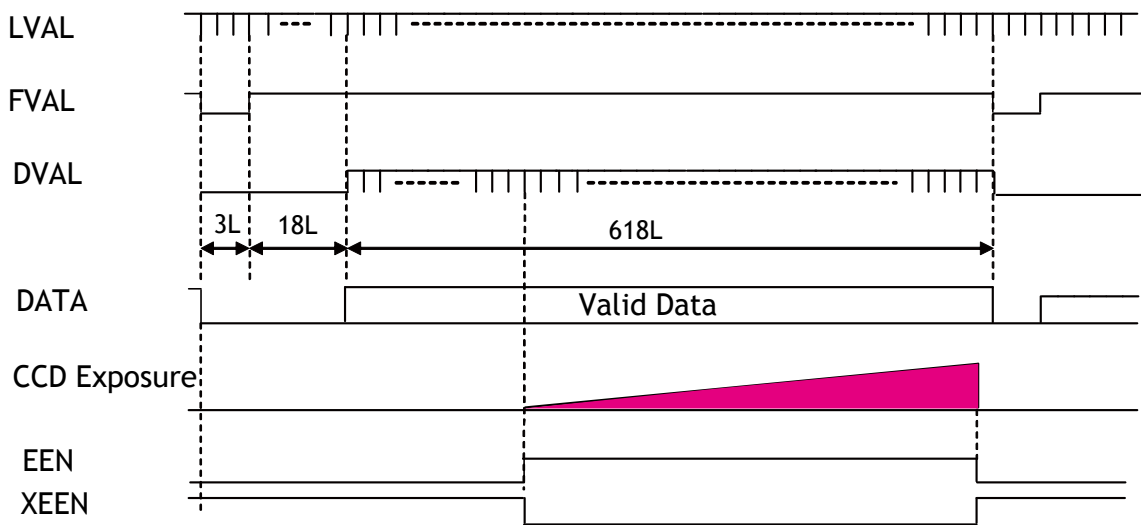 LVAL
FVAL
DVAL
3L 18L 618L
DATA Valid Data
CCD Exposure
EEN
XEEN